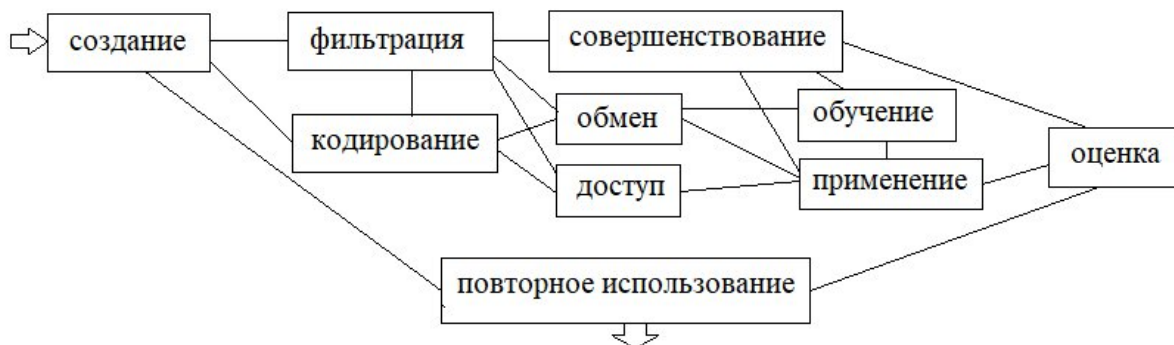 создание
фильтрация
совершенствование
кодирование
обмен
обучение
доступ
применение
оценка
повторное использование